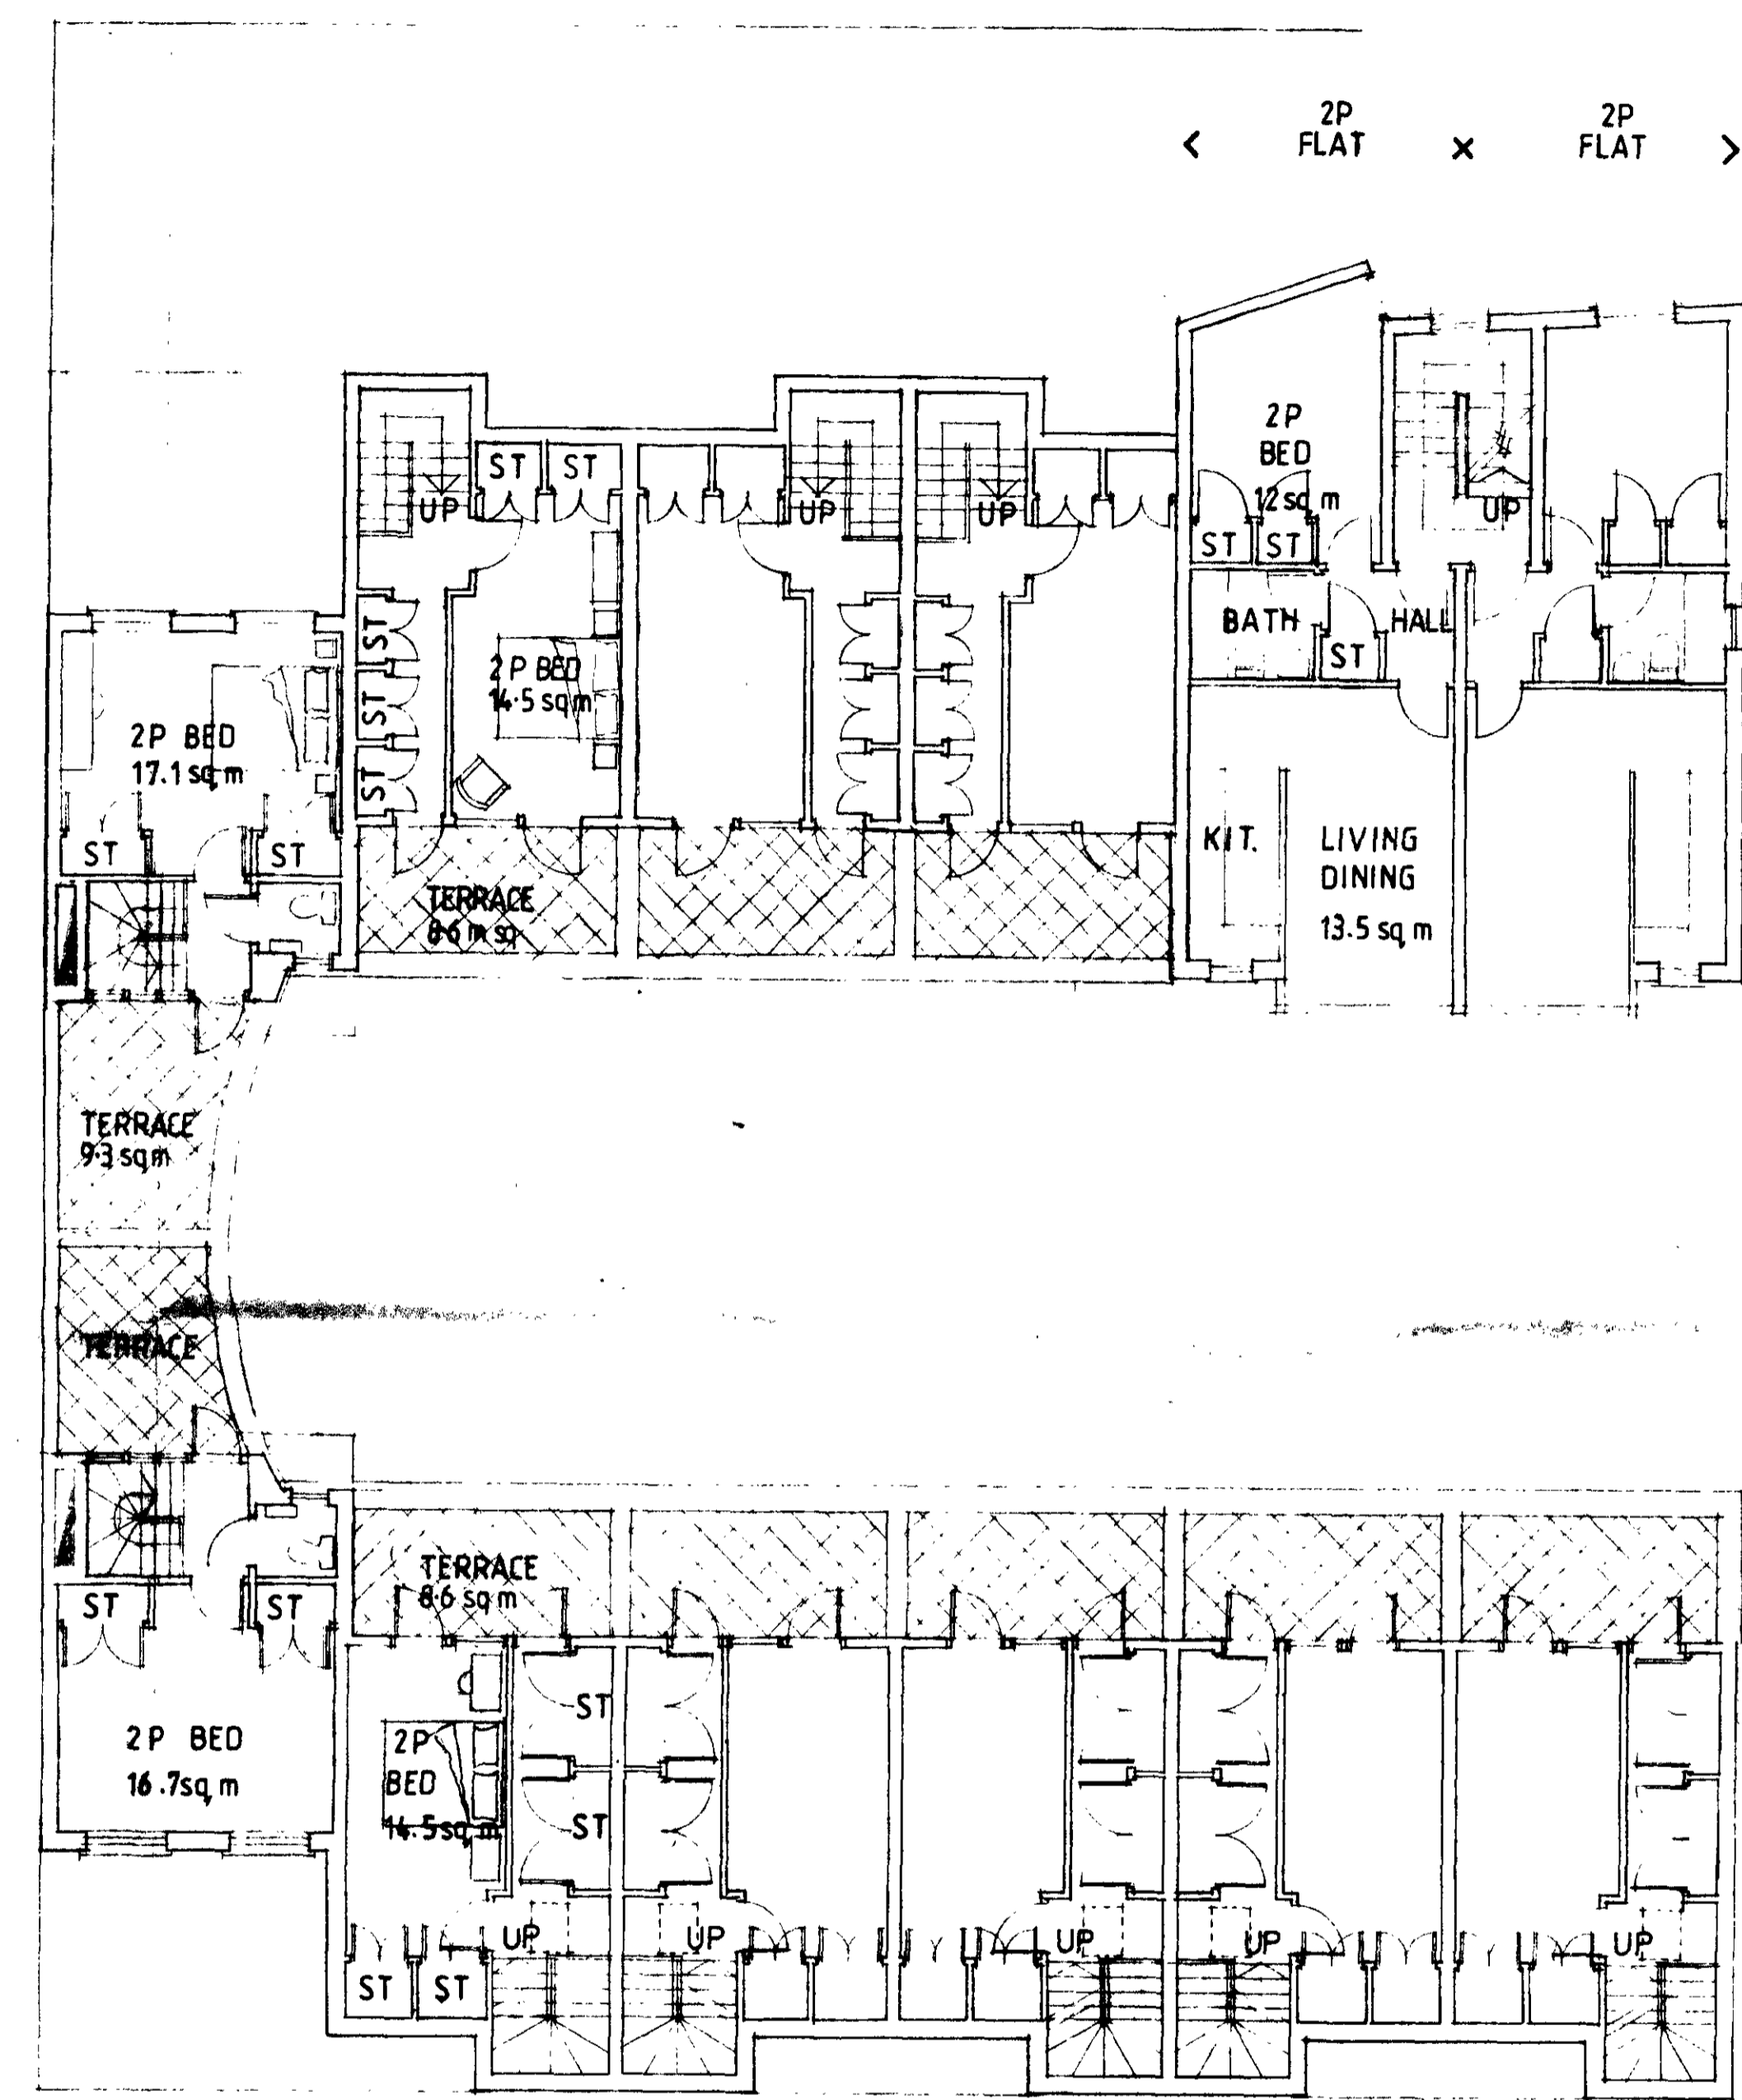 2P
FLAT
2P
FLAT
< × >
2P
BED
12 sq m
UP
ST
ST
UP
ST
ST
UP
UP
BATH
HALL
ST
ST
ST
ST
2P BED
14.5 sq m
2P BED
17.1 sq m
ST
ST
KIT.
LIVING
DINING
13.5 sq m
TERRACE
8.6 m sq
TERRACE
9.3 sq m
TERRACE
TERRACE
8.6 sq m
ST
ST
2P BED
16.7 sq m
2P
BED
14.5 sq m
ST
ST
UP
UP
UP
UP
UP
ST
ST